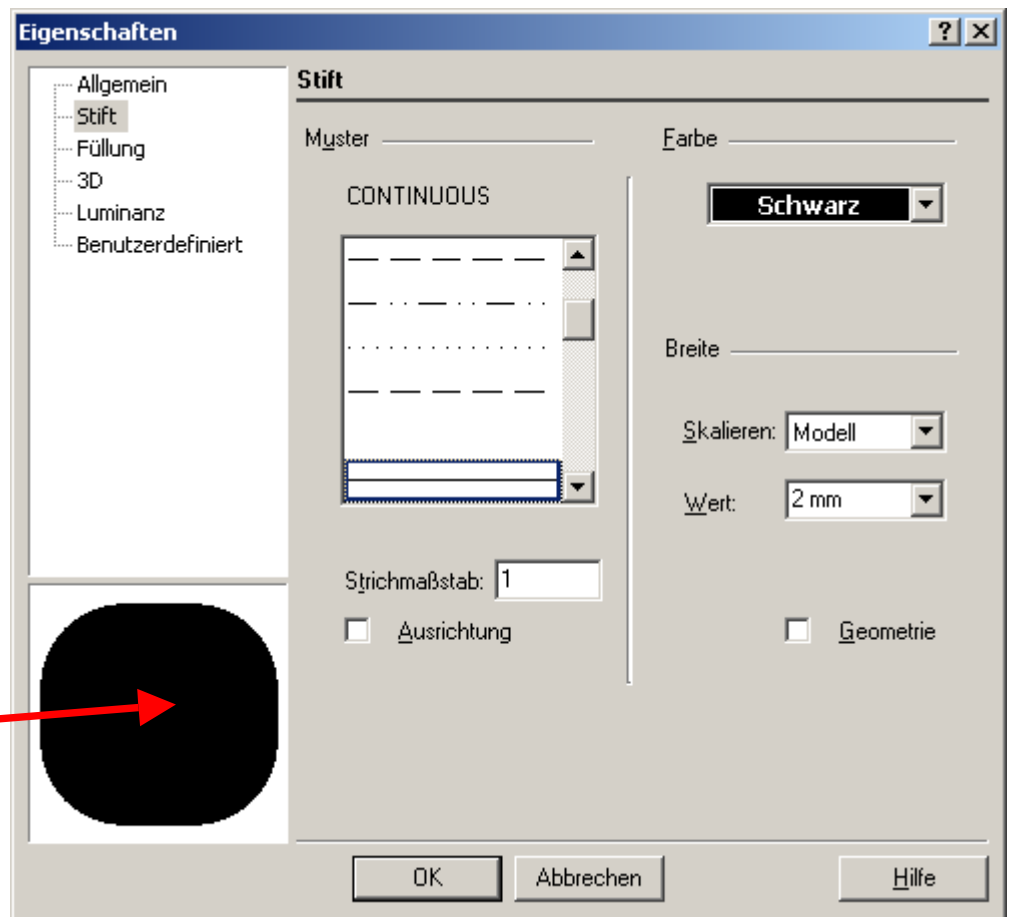 Eigenschaften
Allgemein
Stift
Füllung
3D
Luminanz
Benutzerdefiniert
Stift
Muster
CONTINUOUS
Strichmaßstab: 1
Ausrichtung
Farbe
Schwarz
Breite
Skalieren: Modell
Wert: 2 mm
Geometrie
OK
Abbrechen
Hilfe